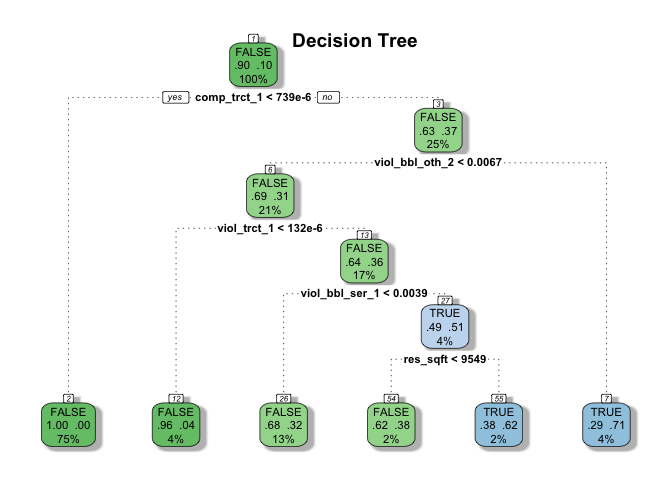 Decision Tree
1
FALSE
.90 .10
100%
yes
comp_trct_1 < 739e-6
no
3
FALSE
.63 .37
25%
viol_bbl_oth_2 < 0.0067
6
FALSE
.69 .31
21%
viol_trct_1 < 132e-6
13
FALSE
.64 .36
17%
viol_bbl_ser_1 < 0.0039
27
TRUE
.49 .51
4%
res_sqft < 9549
2
FALSE
1.00 .00
75%
12
FALSE
.96 .04
4%
26
FALSE
.68 .32
13%
54
FALSE
.62 .38
2%
55
TRUE
.38 .62
2%
7
TRUE
.29 .71
4%